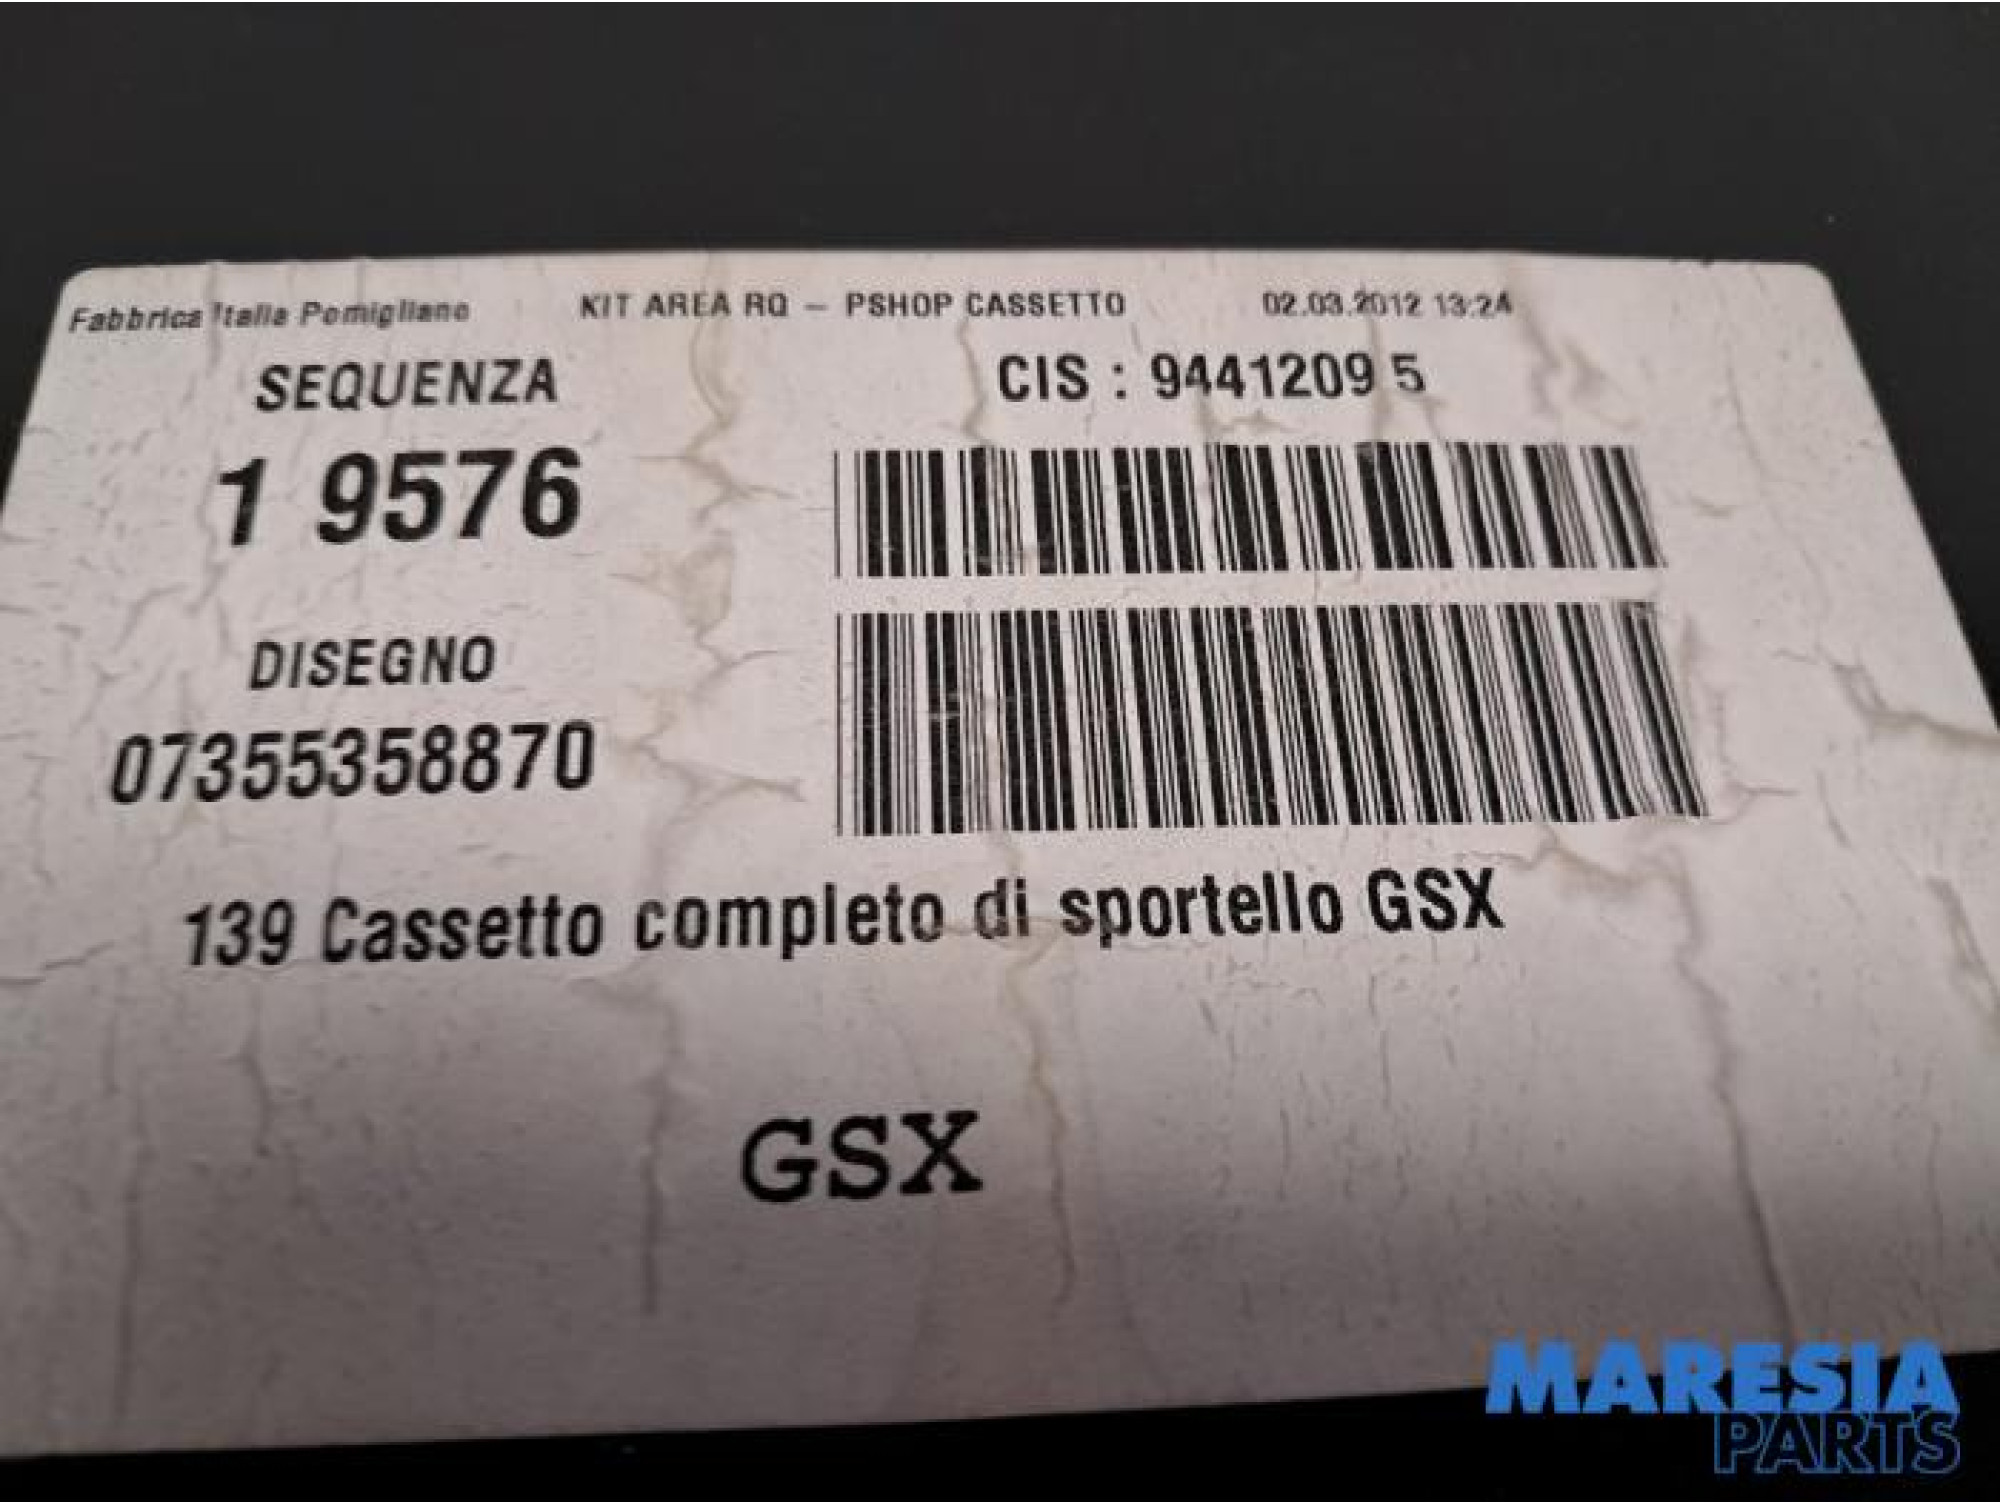 Fabbrica Italia Pomigliano KIT AREA RQ - PSHOP CASSETTO 02.03.2012 13:24
SEQUENZA CIS : 9441209 5
1 9576
DISEGNO
07355358870
139 Cassetto completo di sportello GSX
GSX
MARESIA
PARTS